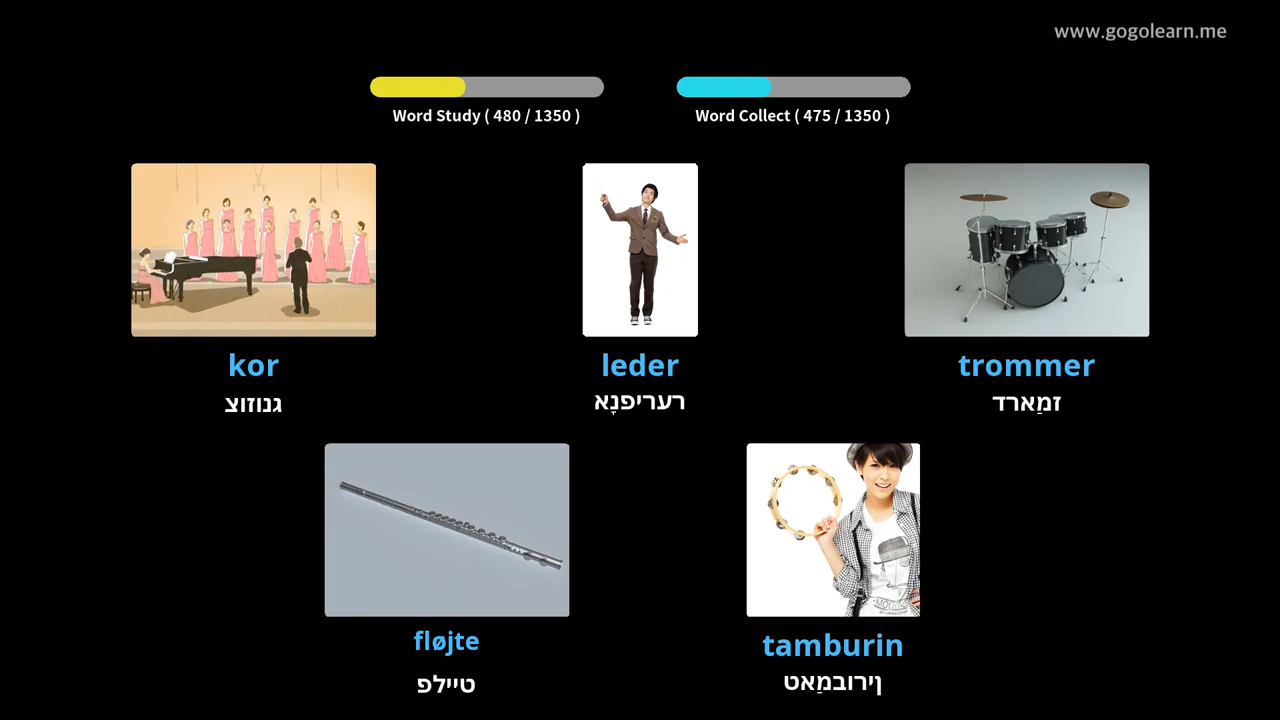 www.gogolearn.me
Word Study ( 480 / 1350 )
Word Collect ( 475 / 1350 )
kor
leder
trommer
גנוזוצ
רעריפנָא
זמַארד
fløjte
tamburin
טיילפ
ןירובמַאט